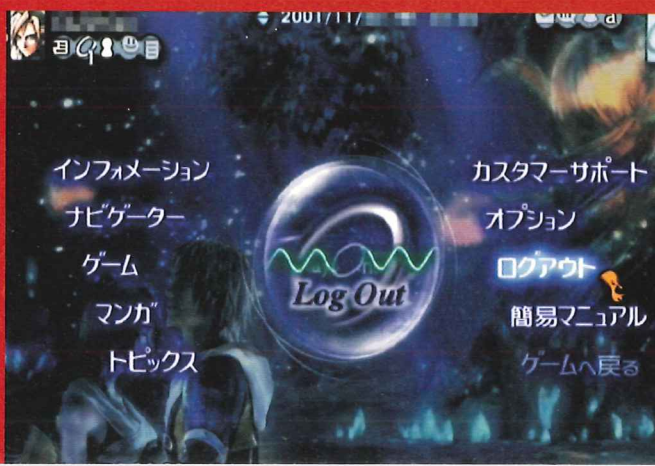 2001/11/
インフォメーション
ナビゲーター
ゲーム
マンガ
トピックス
Log Out
カスタマーサポート
オプション
ログアウト
簡易マニュアル
ゲームへ戻る